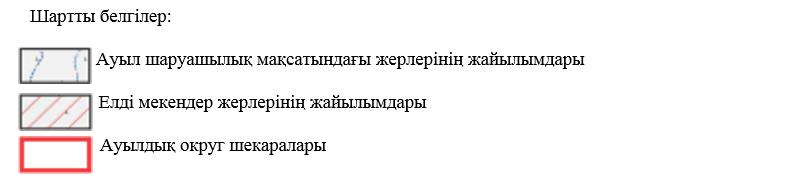 Шартты белгілер:
Ауыл шаруашылық мақсатындағы жерлерінің жайылымдары
Елді мекендер жерлерінің жайылымдары
Ауылдық округ шекаралары